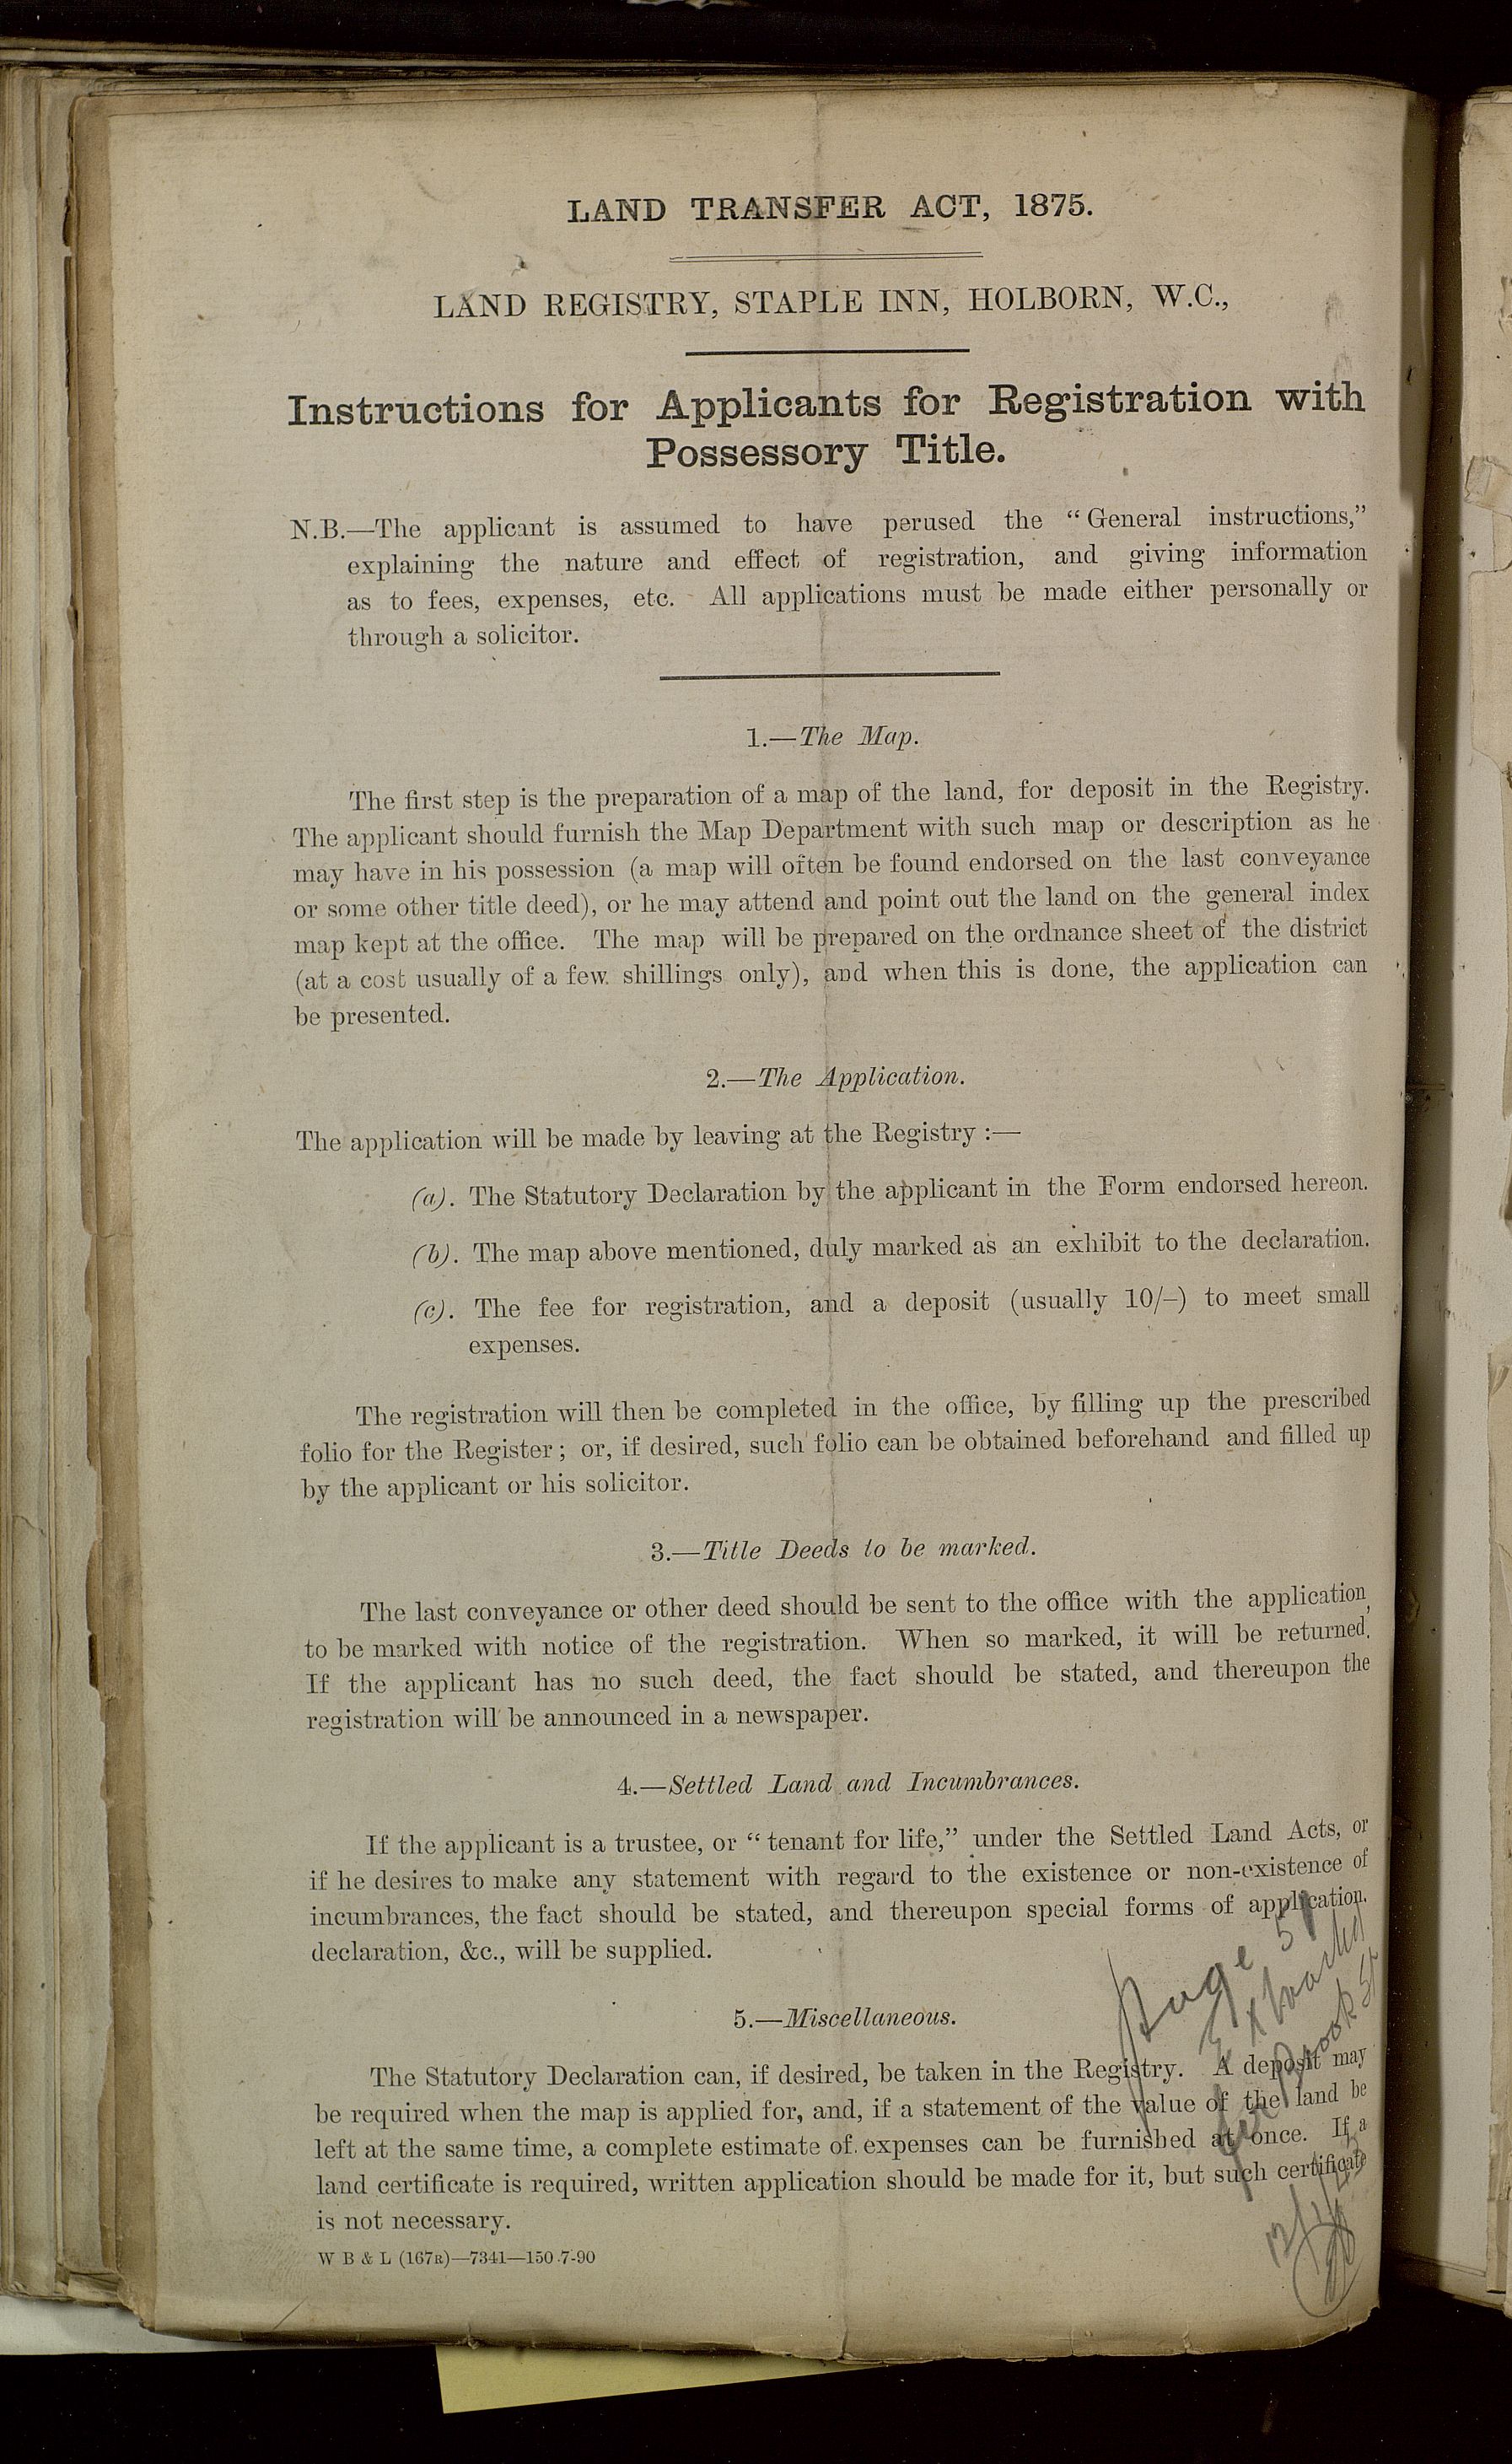 LAND TRANSFER ACT, 1875.
LAND REGISTRY, STAPLE INN, HOLBORN, W.C.,
Instructions for Applicants for Registration with
Possessory Title.
N.B.—The applicant is assumed to have perused the “General instructions,”
explaining the nature and effect of registration, and giving information
as to fees, expenses, etc. All applications must be made either personally or
through a solicitor.
1.—The Map.
The first step is the preparation of a map of the land, for deposit in the Registry.
The applicant should furnish the Map Department with such map or description as he
may have in his possession (a map will often be found endorsed on the last conveyance
or some other title deed), or he may attend and point out the land on the general index
map kept at the office. The map will be prepared on the ordnance sheet of the district
(at a cost usually of a few shillings only), and when this is done, the application can
be presented.
2.—The Application.
The application will be made by leaving at the Registry :—
(a). The Statutory Declaration by the applicant in the Form endorsed hereon.
(b). The map above mentioned, duly marked as an exhibit to the declaration.
(c). The fee for registration, and a deposit (usually 10/–) to meet small
expenses.
The registration will then be completed in the office, by filling up the prescribed
folio for the Register; or, if desired, such folio can be obtained beforehand and filled up
by the applicant or his solicitor.
3.—Title Deeds to be marked.
The last conveyance or other deed should be sent to the office with the application,
to be marked with notice of the registration. When so marked, it will be returned.
If the applicant has no such deed, the fact should be stated, and thereupon the
registration will be announced in a newspaper.
4.—Settled Land and Incumbrances.
If the applicant is a trustee, or “tenant for life,” under the Settled Land Acts, or
if he desires to make any statement with regard to the existence or non-existence of
incumbrances, the fact should be stated, and thereupon special forms of application,
declaration, &c., will be supplied.
5.—Miscellaneous.
The Statutory Declaration can, if desired, be taken in the Registry. A deposit may
be required when the map is applied for, and, if a statement of the value of the land be
left at the same time, a complete estimate of expenses can be furnished at once. If a
land certificate is required, written application should be made for it, but such certificate
is not necessary.
W B & L (167R)—7341—150.7-90
Page 51